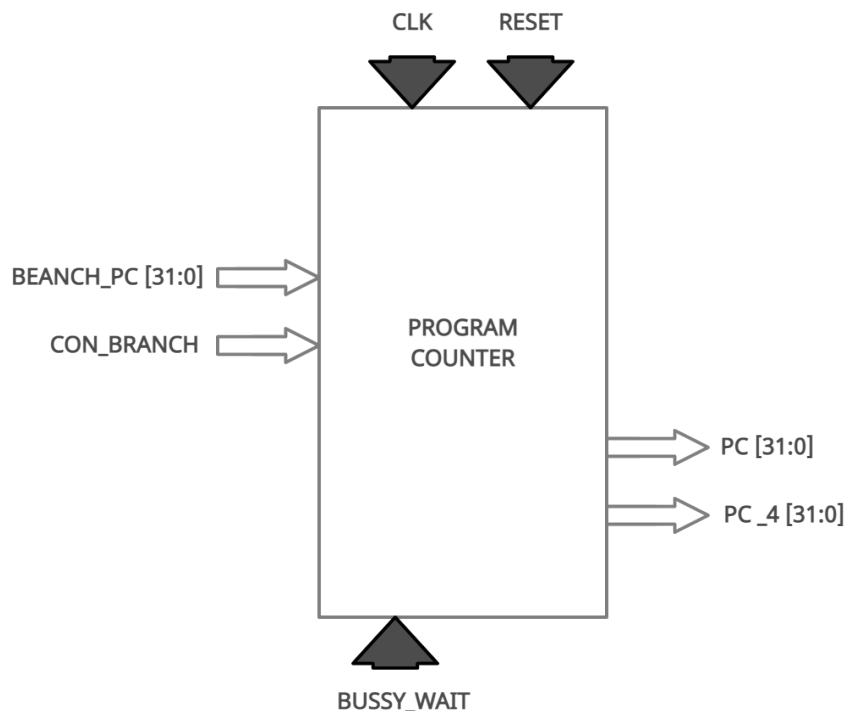 CLK
RESET
BEANCH_PC [31:0]
CON_BRANCH
PROGRAM
COUNTER
PC [31:0]
PC _4 [31:0]
BUSSY_WAIT